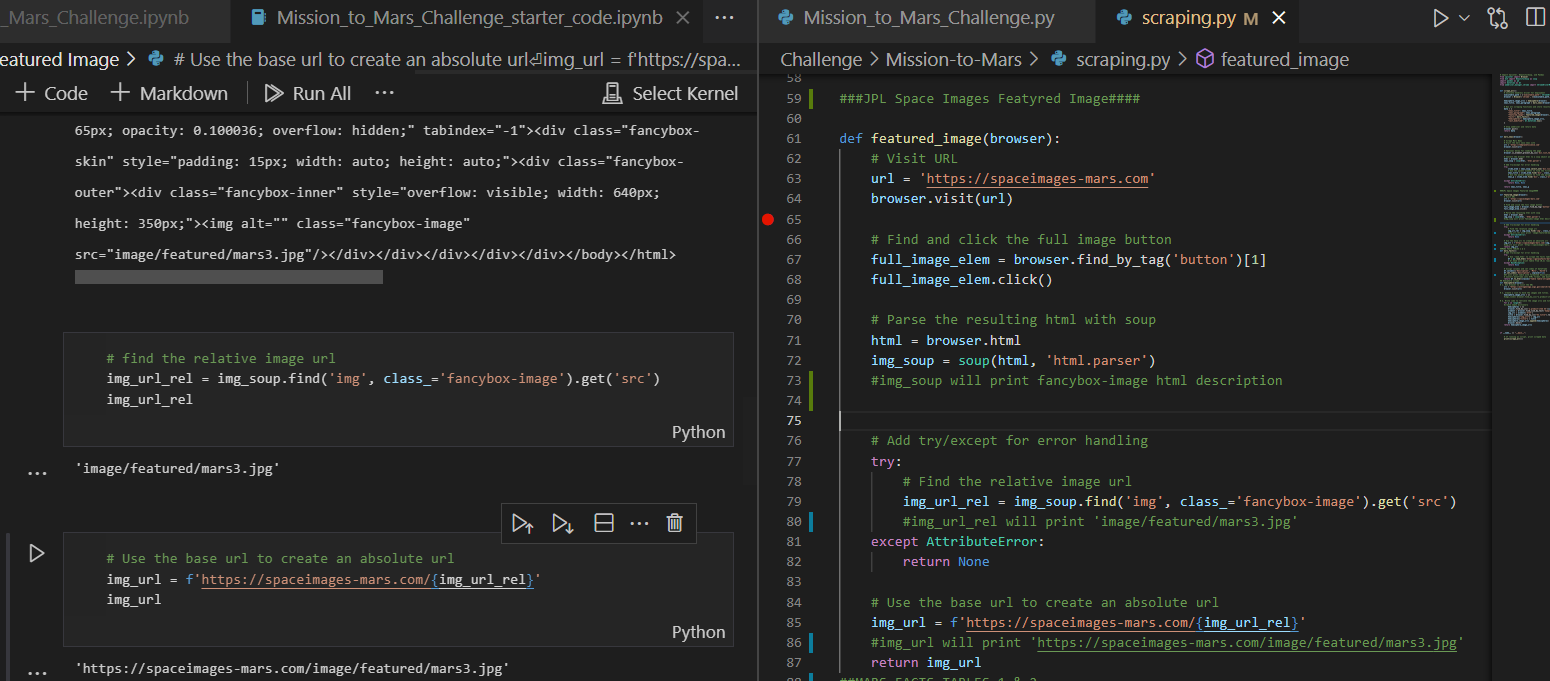 _Mars_Challenge.ipynb
Mission_to_Mars_Challenge_starter_code.ipynb
eatured Image > # Use the base url to create an absolute url⏎img_url = f'https://spa...
+ Code + Markdown Run All ... Select Kernel
65px; opacity: 0.100036; overflow: hidden;" tabindex="-1"><div class="fancybox-
skin" style="padding: 15px; width: auto; height: auto;"><div class="fancybox-
outer"><div class="fancybox-inner" style="overflow: visible; width: 640px;
height: 350px;"><img alt="" class="fancybox-image"
src="image/featured/mars3.jpg"/></div></div></div></div></div></body></html>
# find the relative image url
img_url_rel = img_soup.find('img', class_='fancybox-image').get('src')
img_url_rel
Python
'image/featured/mars3.jpg'
# Use the base url to create an absolute url
img_url = f'https://spaceimages-mars.com/{img_url_rel}'
img_url
Python
'https://spaceimages-mars.com/image/featured/mars3.jpg'
Mission_to_Mars_Challenge.py
scraping.py M
Challenge > Mission-to-Mars > scraping.py > featured_image
58
59 ###JPL Space Images Featyred Image####
60
61 def featured_image(browser):
62 # Visit URL
63 url = 'https://spaceimages-mars.com'
64 browser.visit(url)
65
66 # Find and click the full image button
67 full_image_elem = browser.find_by_tag('button')[1]
68 full_image_elem.click()
69
70 # Parse the resulting html with soup
71 html = browser.html
72 img_soup = soup(html, 'html.parser')
73 #img_soup will print fancybox-image html description
74
75
76 # Add try/except for error handling
77 try:
78 # Find the relative image url
79 img_url_rel = img_soup.find('img', class_='fancybox-image').get('src')
80 #img_url_rel will print 'image/featured/mars3.jpg'
81 except AttributeError:
82 return None
83
84 # Use the base url to create an absolute url
85 img_url = f'https://spaceimages-mars.com/{img_url_rel}'
86 #img_url will print 'https://spaceimages-mars.com/image/featured/mars3.jpg'
87 return img_url